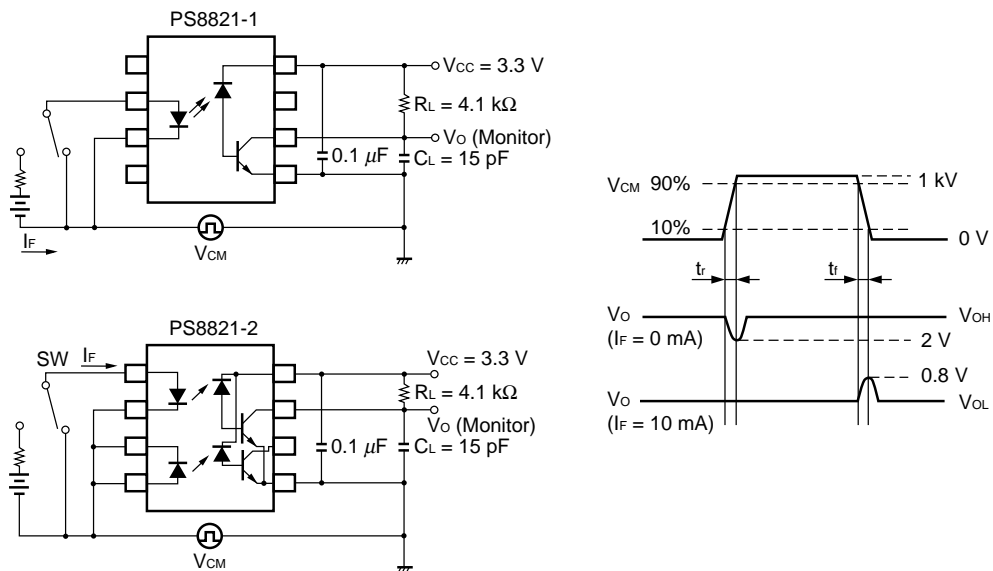 PS8821-1
VCC = 3.3 V
RL = 4.1 kΩ
VO (Monitor)
0.1 μF
CL = 15 pF
IF
VCM
PS8821-2
SW
IF
VCC = 3.3 V
RL = 4.1 kΩ
VO (Monitor)
0.1 μF
CL = 15 pF
VCM
VCM 90%
1 kV
10%
0 V
tr
tf
VO
(IF = 0 mA)
VOH
2 V
0.8 V
VO
(IF = 10 mA)
VOL